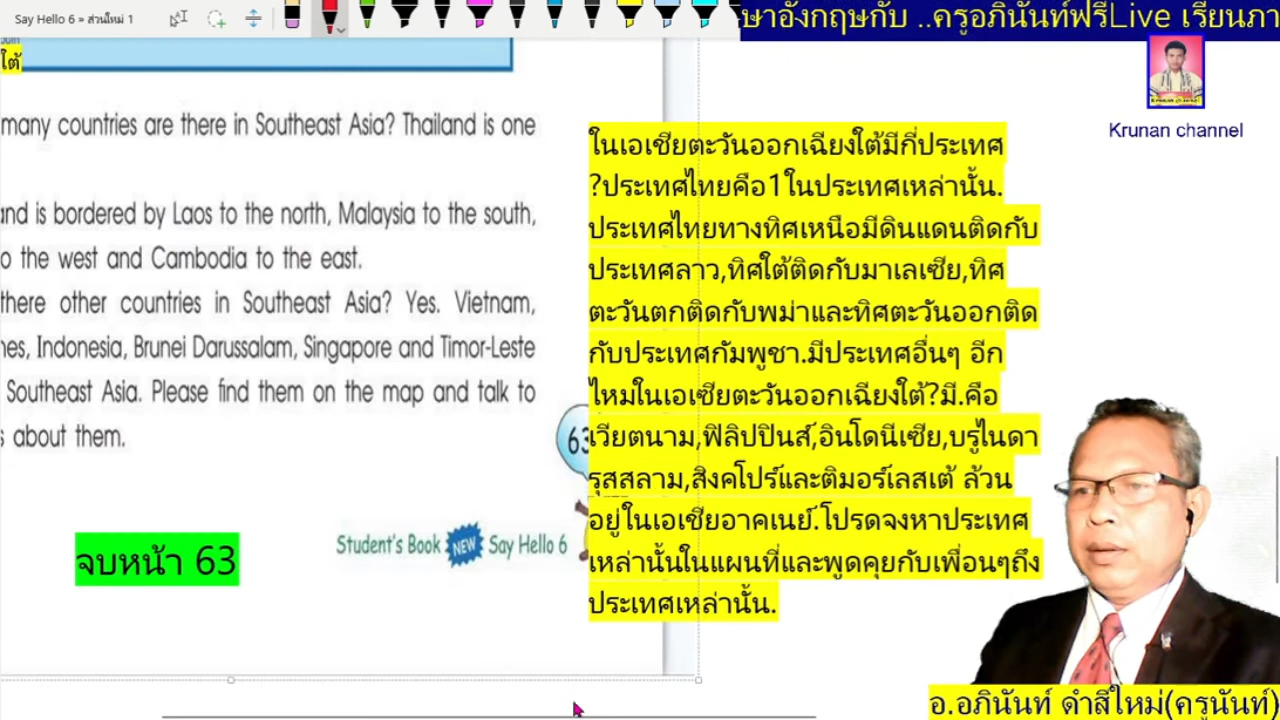 Say Hello 6 » ส่วนใหม่ 1
ษาอังกฤษกับ ..ครูอภินันท์ฟรีLive เรียนภา
ใต้
Krunan channel
many countries are there in Southeast Asia? Thailand is one
and is bordered by Laos to the north, Malaysia to the south,
o the west and Cambodia to the east.
there other countries in Southeast Asia? Yes. Vietnam,
nes, Indonesia, Brunei Darussalam, Singapore and Timor-Leste
Southeast Asia. Please find them on the map and talk to
s about them.
63
จบหน้า 63
Student's Book NEW Say Hello 6
ในเอเชียตะวันออกเฉียงใต้มีกี่ประเทศ
?ประเทศไทยคือ1ในประเทศเหล่านั้น.
ประเทศไทยทางทิศเหนือมีดินแดนติดกับ
ประเทศลาว,ทิศใต้ติดกับมาเลเซีย,ทิศ
ตะวันตกติดกับพม่าและทิศตะวันออกติด
กับประเทศกัมพูชา.มีประเทศอื่นๆ อีก
ไหมในเอเซียตะวันออกเฉียงใต้?มี.คือ
เวียตนาม,ฟิลิปปินส์,อินโดนีเซีย,บรูไนดา
รุสสลาม,สิงคโปร์และติมอร์เลสเต้ ล้วน
อยู่ในเอเชียอาคเนย์.โปรดจงหาประเทศ
เหล่านั้นในแผนที่และพูดคุยกับเพื่อนๆถึง
ประเทศเหล่านั้น.
อ.อภินันท์ ดำสีใหม่(ครูนันท์)